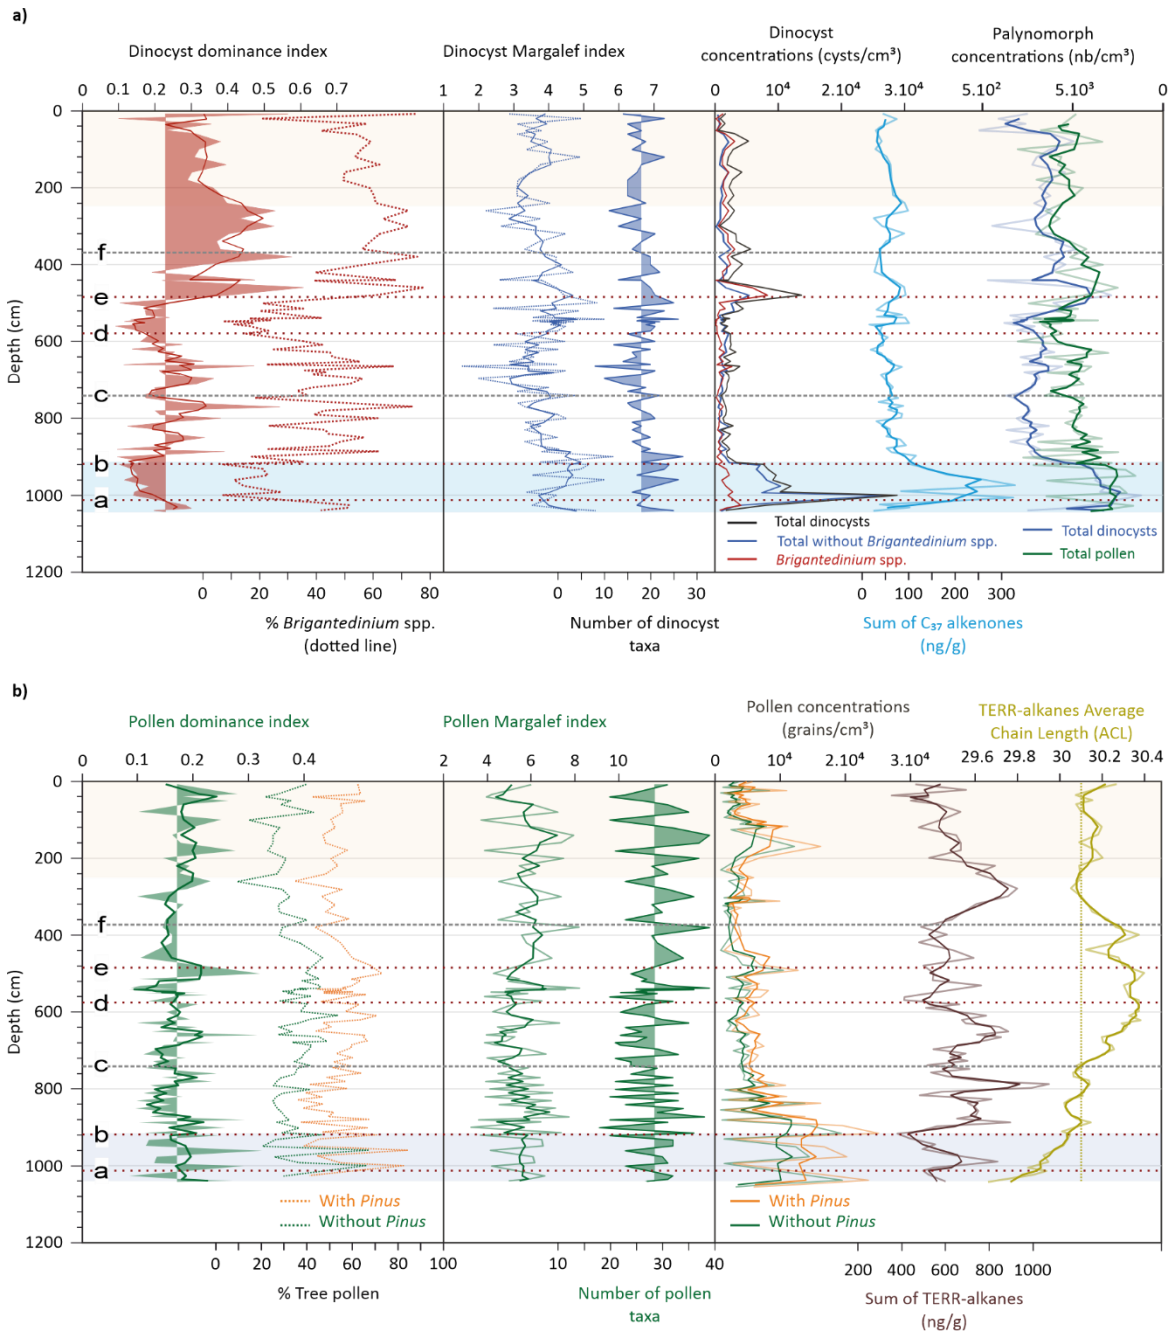 a)
Dinocyst dominance index
Dinocyst Margalef index
Dinocyst
concentrations (cysts/cm³)
Palynomorph
concentrations (nb/cm³)
0 0.1 0.2 0.3 0.4 0.5 0.6 0.7
1 2 3 4 5 6 7
0 10⁴ 2.10⁴ 3.10⁴
5.10² 5.10³ 0
Depth (cm)
0
200
400
600
800
1000
1200
f
e
d
c
b
a
Total dinocysts
Total without Brigantedinium spp.
Brigantedinium spp.
Total dinocysts
Total pollen
0 20 40 60 80
0 10 20 30
0 100 200 300
% Brigantedinium spp.
(dotted line)
Number of dinocyst
taxa
Sum of C₃₇ alkenones
(ng/g)
b)
Pollen dominance index
Pollen Margalef index
Pollen concentrations
(grains/cm³)
TERR-alkanes Average
Chain Length (ACL)
0 0.1 0.2 0.3 0.4
2 4 6 8 10
0 10⁴ 2.10⁴ 3.10⁴
29.6 29.8 30 30.2 30.4
Depth (cm)
0
200
400
600
800
1000
1200
f
e
d
c
b
a
With Pinus
Without Pinus
With Pinus
Without Pinus
0 20 40 60 80 100
10 20 30 40
200 400 600 800 1000
% Tree pollen
Number of pollen
taxa
Sum of TERR-alkanes
(ng/g)